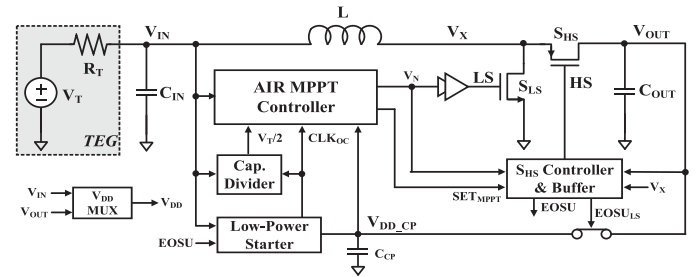 V_IN
L
V_X
S_HS
V_OUT
R_T
V_T
TEG
C_IN
AIR MPPT
Controller
V_N
LS
S_LS
HS
C_OUT
V_T/2
CLK_OC
Cap.
Divider
S_HS Controller
& Buffer
SET_MPPT
V_X
V_IN
V_OUT
V_DD
MUX
V_DD
EOSU
Low-Power
Starter
V_DD_CP
C_CP
EOSU
EOSU_LS